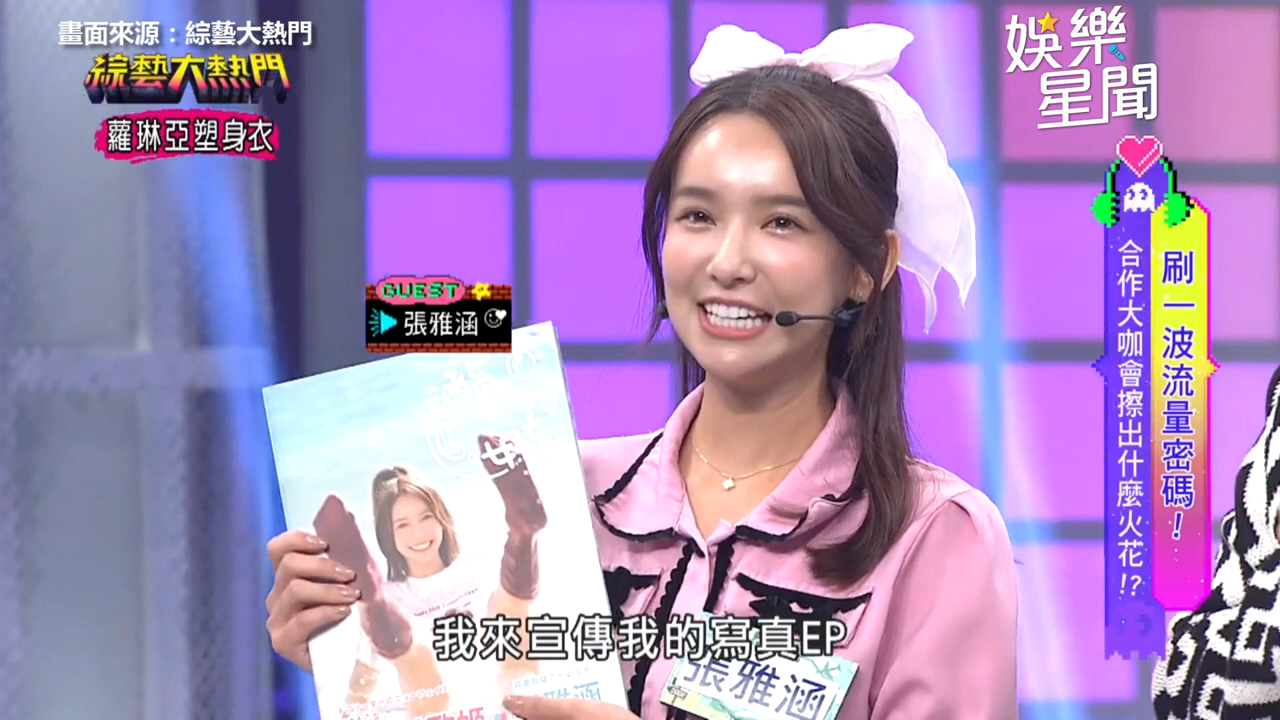 畫面來源：綜藝大熱門
綜藝大熱門
蘿琳亞塑身衣
娛樂
星聞
刷一波流量密碼！
合作大咖會擦出什麼火花!?
GUEST
張雅涵
我來宣傳我的寫真EP
張雅涵